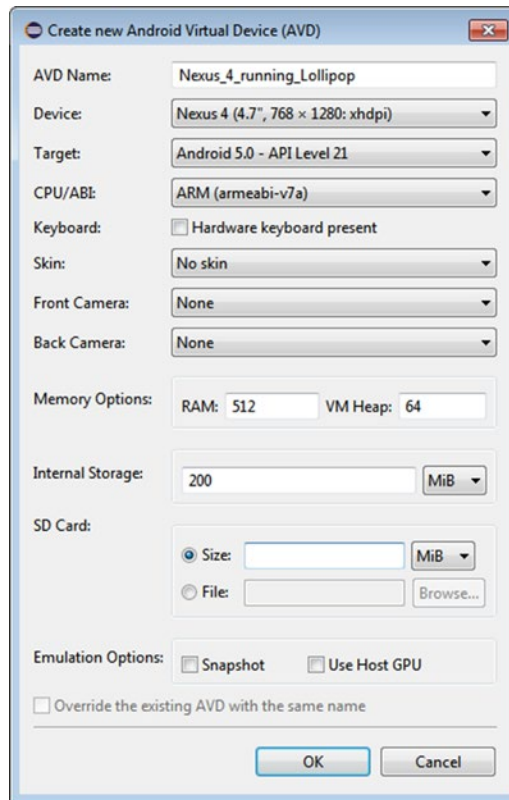 Create new Android Virtual Device (AVD)
AVD Name: Nexus_4_running_Lollipop
Device: Nexus 4 (4.7", 768 × 1280: xhdpi)
Target: Android 5.0 - API Level 21
CPU/ABI: ARM (armeabi-v7a)
Keyboard: Hardware keyboard present
Skin: No skin
Front Camera: None
Back Camera: None
Memory Options: RAM: 512 VM Heap: 64
Internal Storage: 200 MiB
SD Card:
Size: MiB
File: Browse...
Emulation Options: Snapshot Use Host GPU
Override the existing AVD with the same name
OK Cancel